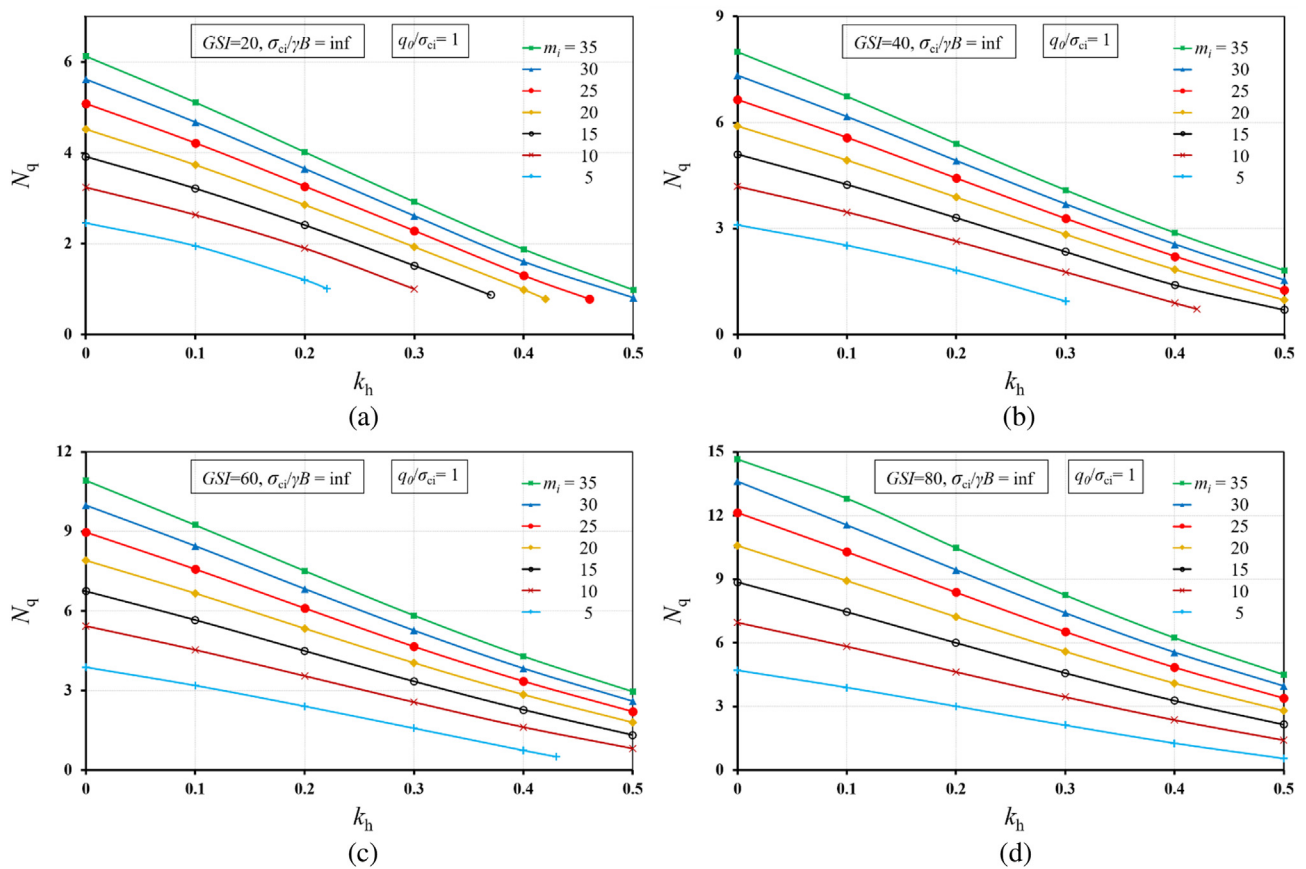 GSI=20, σci/γB = inf
q0/σci= 1
mi = 35
30
25
20
15
10
5
Nq
6
4
2
0
0 0.1 0.2 0.3 0.4 0.5
kh
(a)
GSI=40, σci/γB = inf
q0/σci= 1
mi = 35
30
25
20
15
10
5
Nq
9
6
3
0
0 0.1 0.2 0.3 0.4 0.5
kh
(b)
GSI=60, σci/γB = inf
q0/σci= 1
mi = 35
30
25
20
15
10
5
Nq
12
9
6
3
0
0 0.1 0.2 0.3 0.4 0.5
kh
(c)
GSI=80, σci/γB = inf
q0/σci= 1
mi = 35
30
25
20
15
10
5
Nq
15
12
9
6
3
0
0 0.1 0.2 0.3 0.4 0.5
kh
(d)